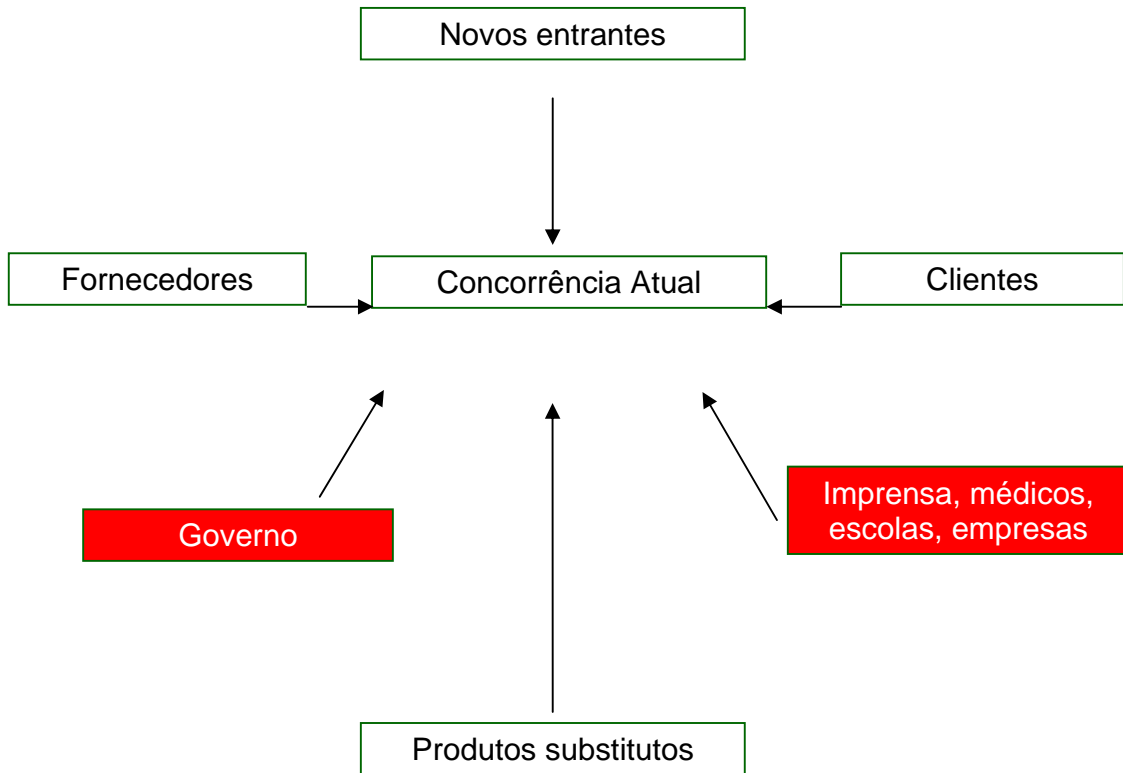 Novos entrantes
Fornecedores
Concorrência Atual
Clientes
Governo
Imprensa, médicos,
escolas, empresas
Produtos substitutos